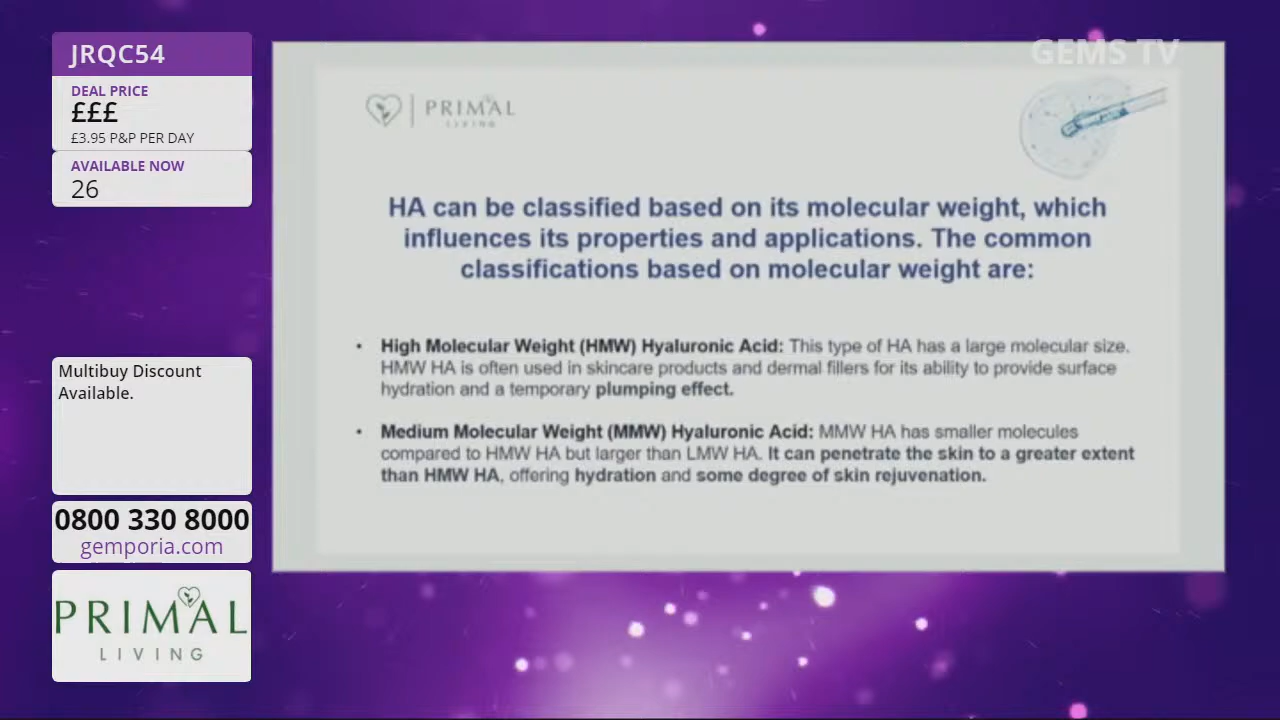 JRQC54
DEAL PRICE
£££
£3.95 P&P PER DAY
AVAILABLE NOW
26
Multibuy Discount
Available.
0800 330 8000
gemporia.com
PRIMAL
LIVING
GEMS TV
PRIMAL
LIVING
HA can be classified based on its molecular weight, which
influences its properties and applications. The common
classifications based on molecular weight are:
• High Molecular Weight (HMW) Hyaluronic Acid: This type of HA has a large molecular size.
HMW HA is often used in skincare products and dermal fillers for its ability to provide surface
hydration and a temporary plumping effect.
• Medium Molecular Weight (MMW) Hyaluronic Acid: MMW HA has smaller molecules
compared to HMW HA but larger than LMW HA. It can penetrate the skin to a greater extent
than HMW HA, offering hydration and some degree of skin rejuvenation.